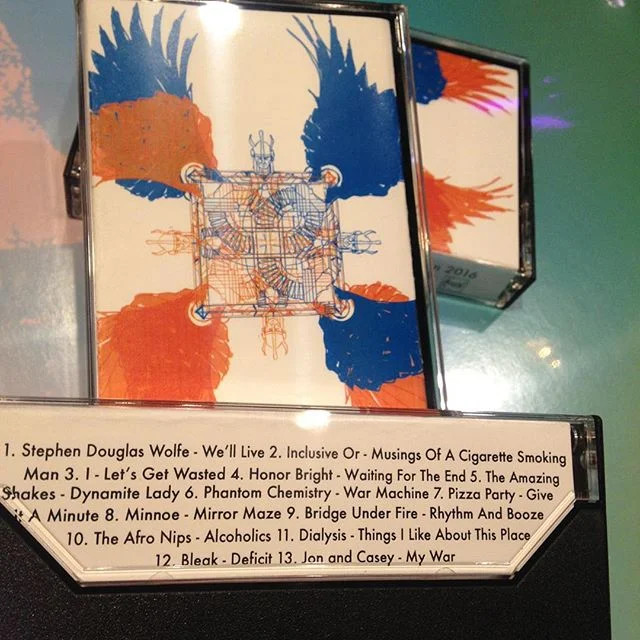 n 2016
1. Stephen Douglas Wolfe - We'll Live 2. Inclusive Or - Musings Of A Cigarette Smoking
Man 3. I - Let's Get Wasted 4. Honor Bright - Waiting For The End 5. The Amazing
Shakes - Dynamite Lady 6. Phantom Chemistry - War Machine 7. Pizza Party - Give
it A Minute 8. Minnoe - Mirror Maze 9. Bridge Under Fire - Rhythm And Booze
10. The Afro Nips - Alcoholics 11. Dialysis - Things I Like About This Place
12. Bleak - Deficit 13. Jon and Casey - My War